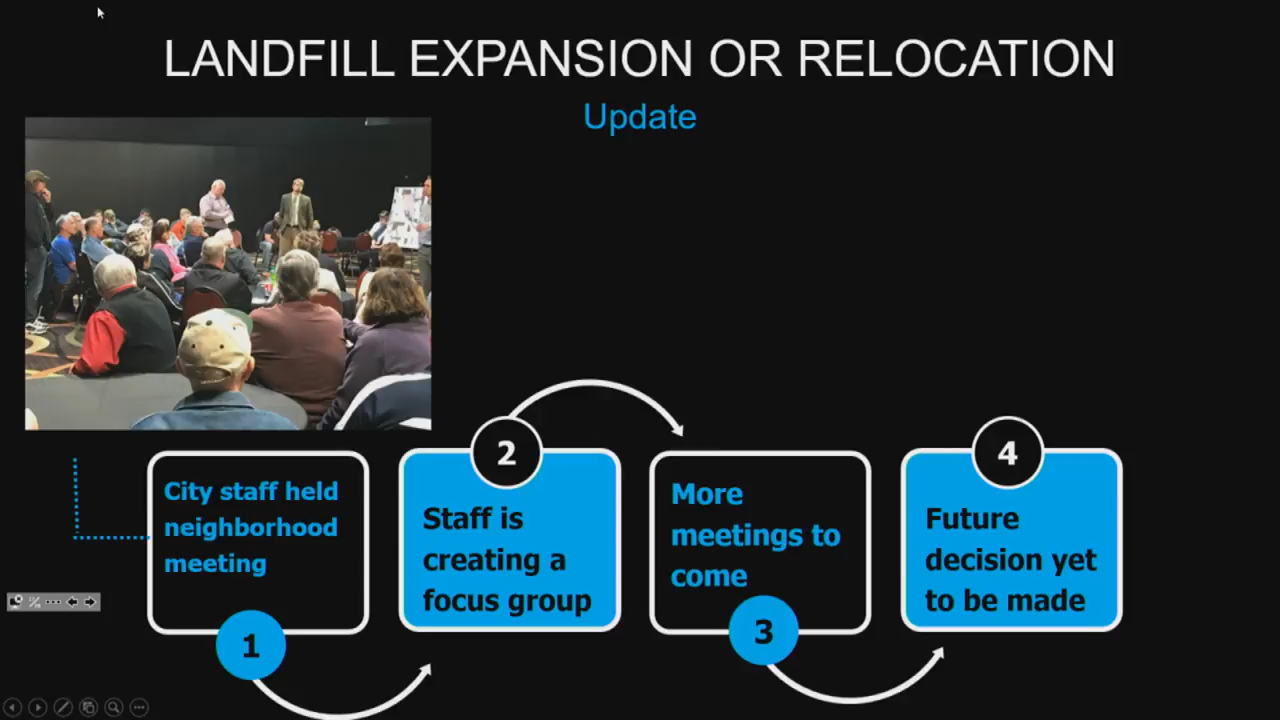 LANDFILL EXPANSION OR RELOCATION
Update
City staff held
neighborhood
meeting
1
2
Staff is
creating a
focus group
More
meetings to
come
3
4
Future
decision yet
to be made